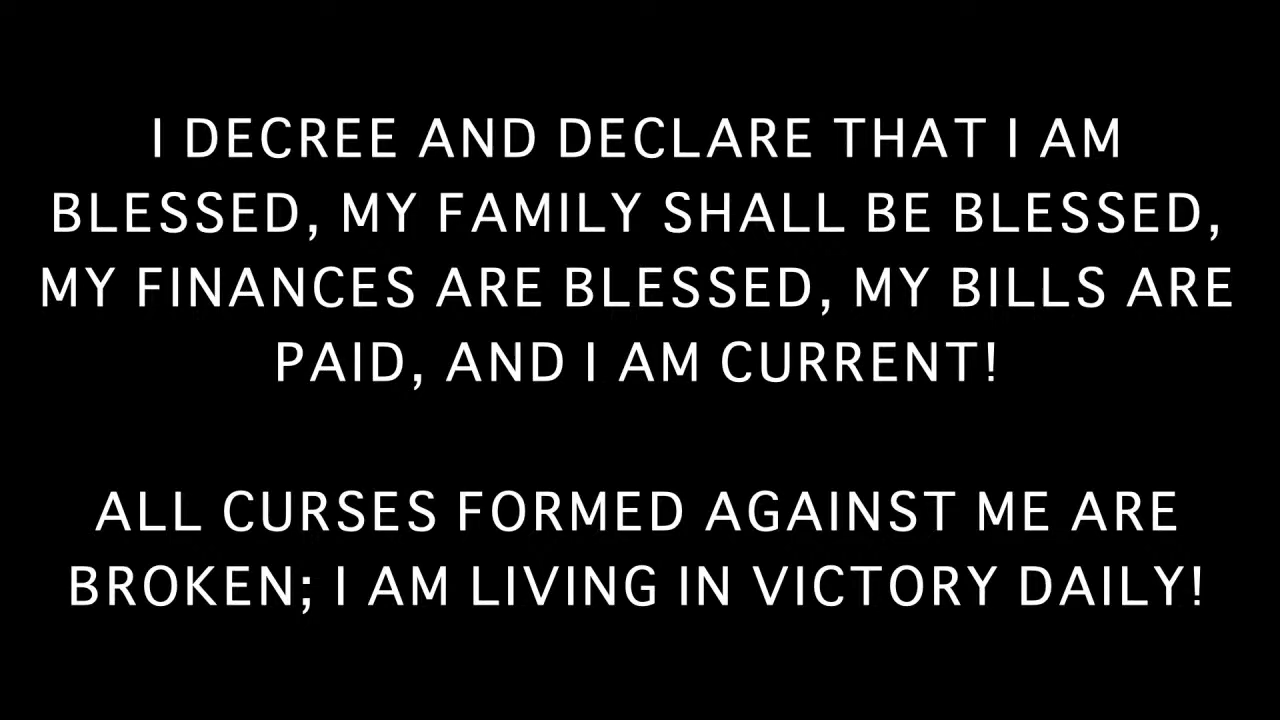 I DECREE AND DECLARE THAT I AM
BLESSED, MY FAMILY SHALL BE BLESSED,
MY FINANCES ARE BLESSED, MY BILLS ARE
PAID, AND I AM CURRENT!
ALL CURSES FORMED AGAINST ME ARE
BROKEN; I AM LIVING IN VICTORY DAILY!